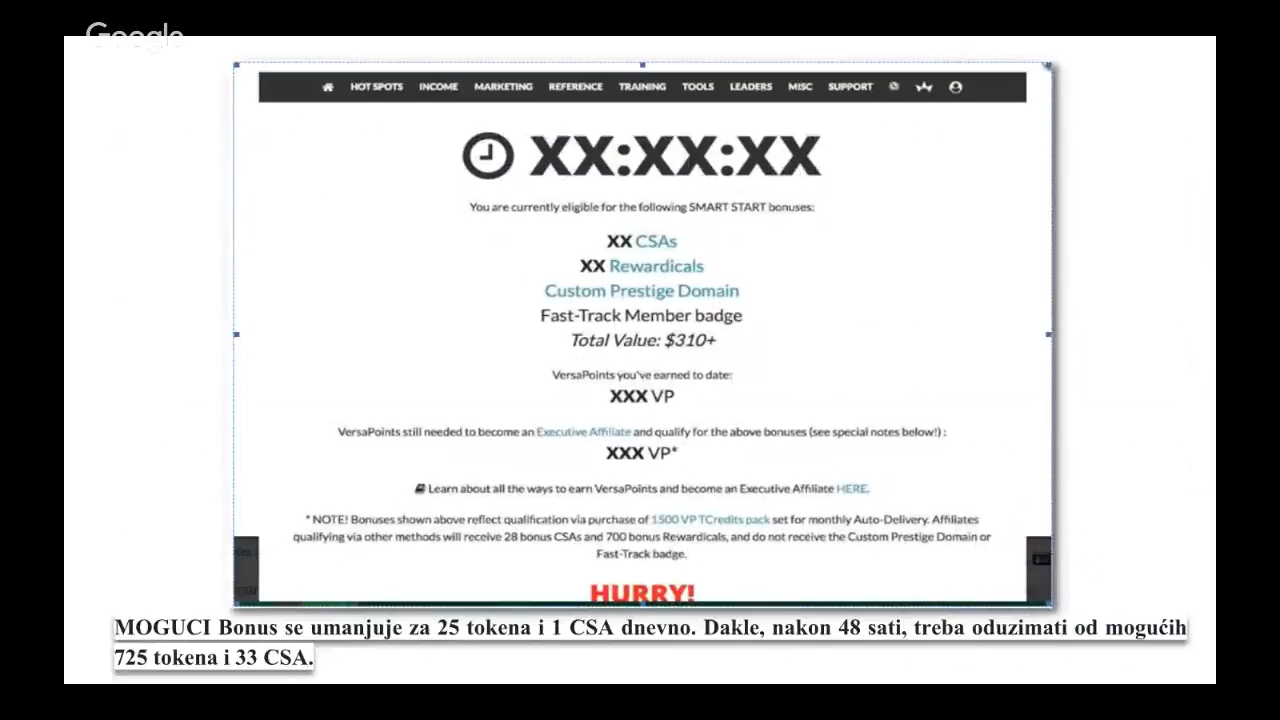 Google
HOT SPOTS INCOME MARKETING REFERENCE TRAINING TOOLS LEADERS MISC SUPPORT
XX:XX:XX
You are currently eligible for the following SMART START bonuses:
XX CSAs
XX Rewardicals
Custom Prestige Domain
Fast-Track Member badge
Total Value: $310+
VersaPoints you've earned to date:
XXX VP
VersaPoints still needed to become an Executive Affiliate and qualify for the above bonuses (see special notes below!) :
XXX VP*
Learn about all the ways to earn VersaPoints and become an Executive Affiliate HERE.
* NOTE! Bonuses shown above reflect qualification via purchase of 1500 VP TCredits pack set for monthly Auto-Delivery. Affiliates
qualifying via other methods will receive 28 bonus CSAs and 700 bonus Rewardicals, and do not receive the Custom Prestige Domain or
Fast-Track badge.
HURRY!
MOGUCI Bonus se umanjuje za 25 tokena i 1 CSA dnevno. Dakle, nakon 48 sati, treba oduzimati od mogućih
725 tokena i 33 CSA.